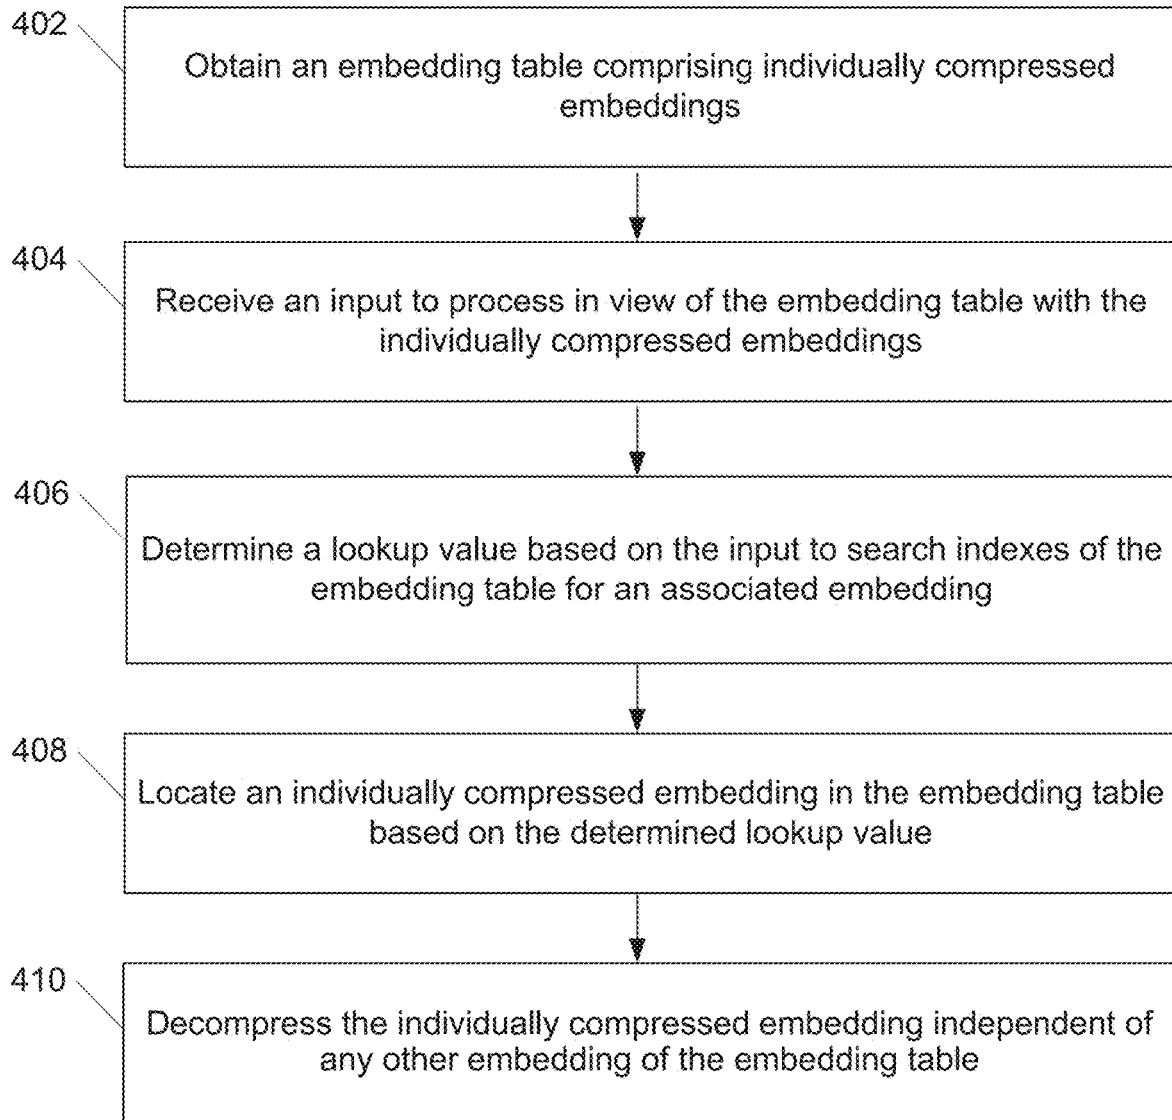 402
Obtain an embedding table comprising individually compressed
embeddings
404
Receive an input to process in view of the embedding table with the
individually compressed embeddings
406
Determine a lookup value based on the input to search indexes of the
embedding table for an associated embedding
408
Locate an individually compressed embedding in the embedding table
based on the determined lookup value
410
Decompress the individually compressed embedding independent of
any other embedding of the embedding table